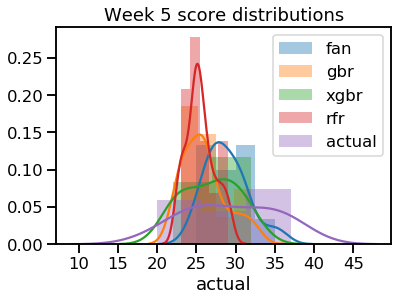 Week 5 score distributions
0.25
0.20
0.15
0.10
0.05
0.00
fan
gbr
xgbr
rfr
actual
10 15 20 25 30 35 40 45
actual